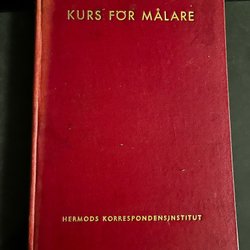 KURS FÖR MÅLARE
HERMODS KORRESPONDENSINSTITUT